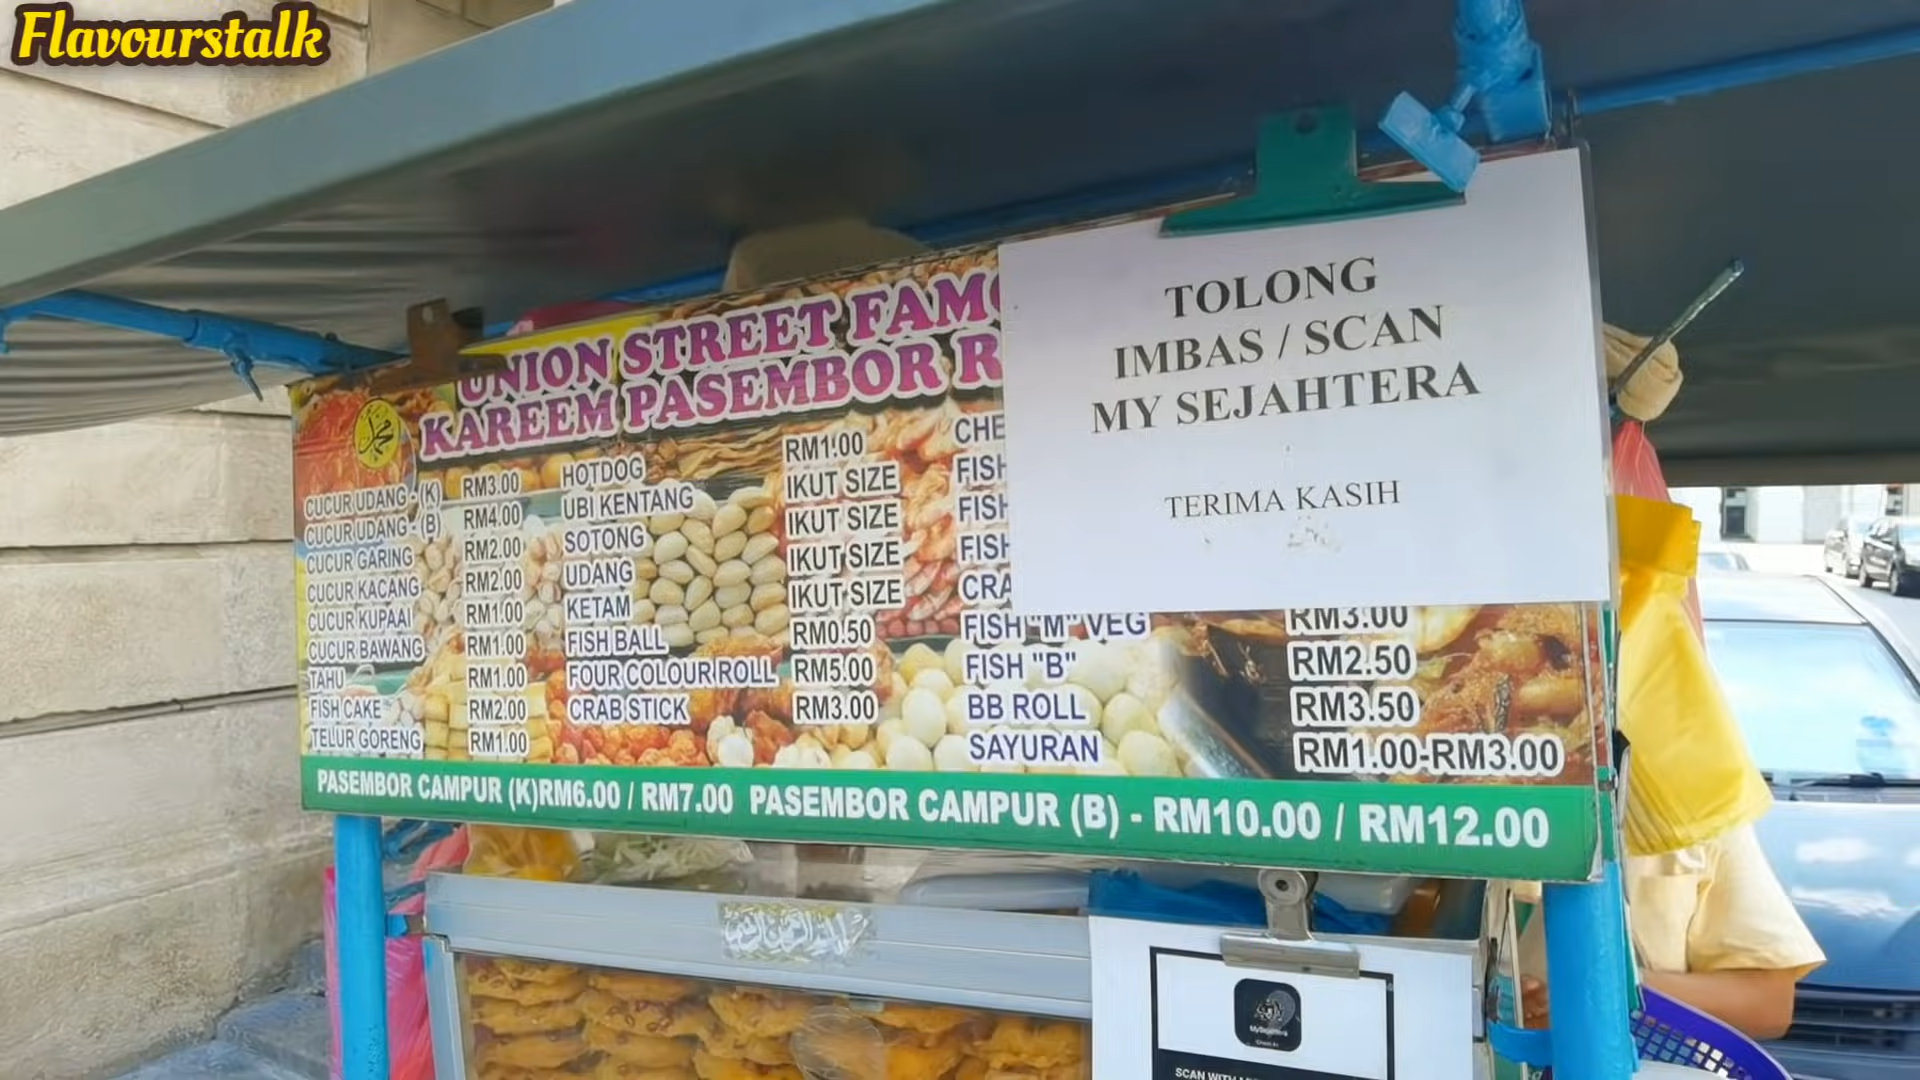 Flavourstalk
UNION STREET
KAREEM PASEMBOR
TOLONG
IMBAS / SCAN
MY SEJAHTERA
TERIMA KASIH
CUCUR UDANG - (K) RM3.00
CUCUR UDANG - (B) RM4.00
CUCUR GARING RM2.00
CUCUR KACANG RM2.00
CUCUR KUPAAI RM1.00
CUCUR BAWANG RM1.00
TAHU RM1.00
FISH CAKE RM2.00
TELUR GORENG RM1.00
HOTDOG RM1.00
UBI KENTANG IKUT SIZE
SOTONG IKUT SIZE
UDANG IKUT SIZE
KETAM IKUT SIZE
FISH BALL RM0.50
FOUR COLOUR ROLL RM5.00
CRAB STICK RM3.00
FISH
FISH
FISH
FISH "M" VEG RM3.00
FISH "B" RM2.50
BB ROLL RM3.50
SAYURAN RM1.00-RM3.00
PASEMBOR CAMPUR (K)RM6.00 / RM7.00 PASEMBOR CAMPUR (B) - RM10.00 / RM12.00
MySejahtera
Check-In
SCAN WITH